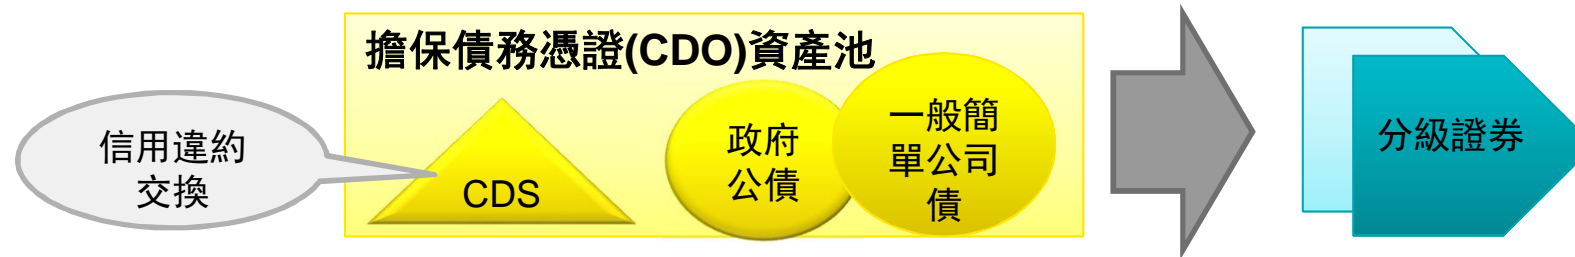 擔保債務憑證(CDO)資產池
信用違約
交換
CDS
政府
公債
一般簡
單公司
債
分級證券